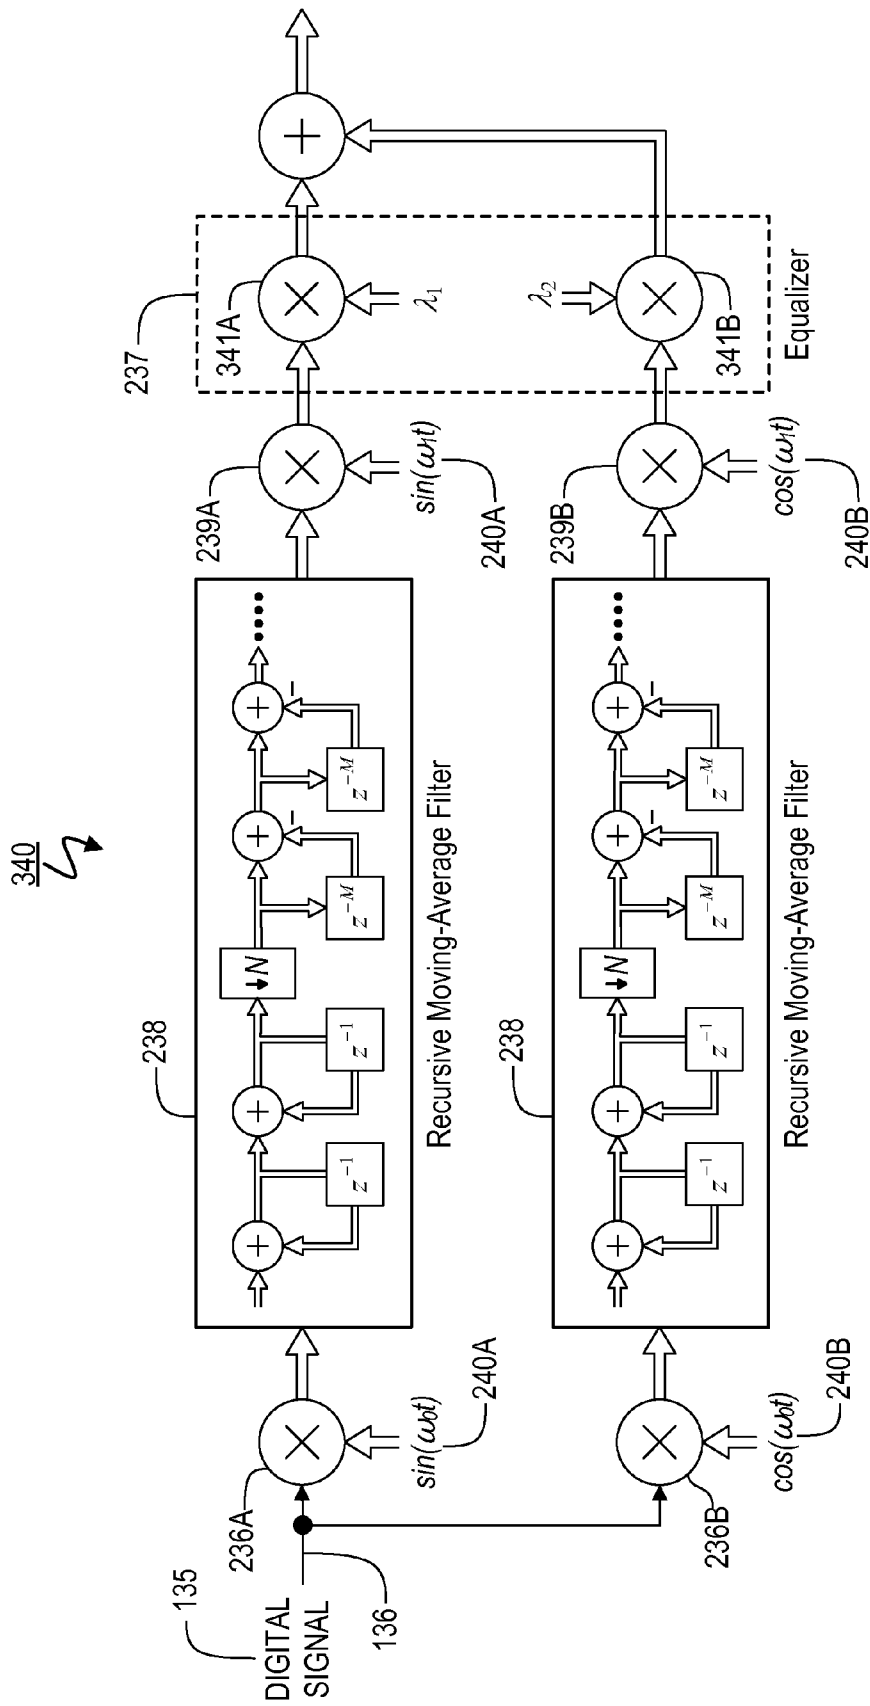 340
135
DIGITAL
SIGNAL
136
236A
sin(ω0t)
240A
238
z⁻¹
z⁻¹
↓N
z⁻ᴹ
–
z⁻ᴹ
–
Recursive Moving-Average Filter
239A
sin(ω1t)
240A
237
341A
λ₁
236B
cos(ω0t)
240B
238
z⁻¹
z⁻¹
↓N
z⁻ᴹ
–
z⁻ᴹ
–
Recursive Moving-Average Filter
239B
cos(ω1t)
240B
λ₂
341B
Equalizer